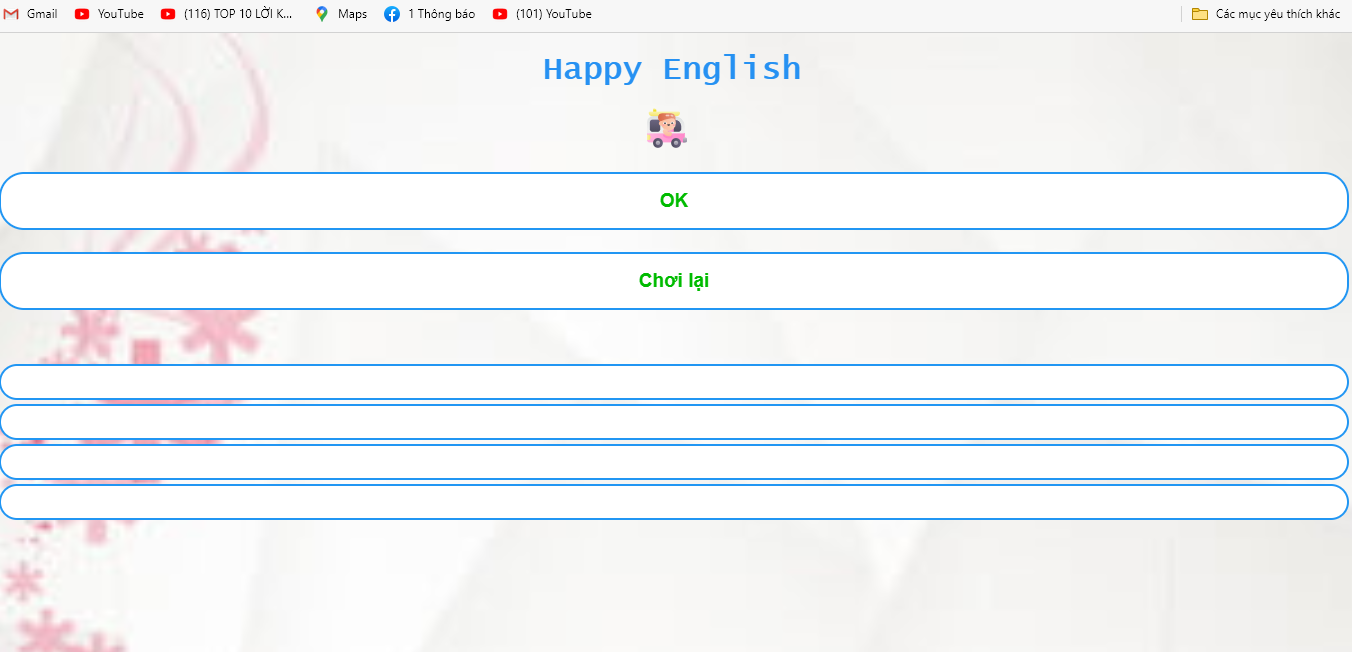 Gmail YouTube (116) TOP 10 LỜI K... Maps 1 Thông báo (101) YouTube Các mục yêu thích khác
Happy English
OK
Chơi lại